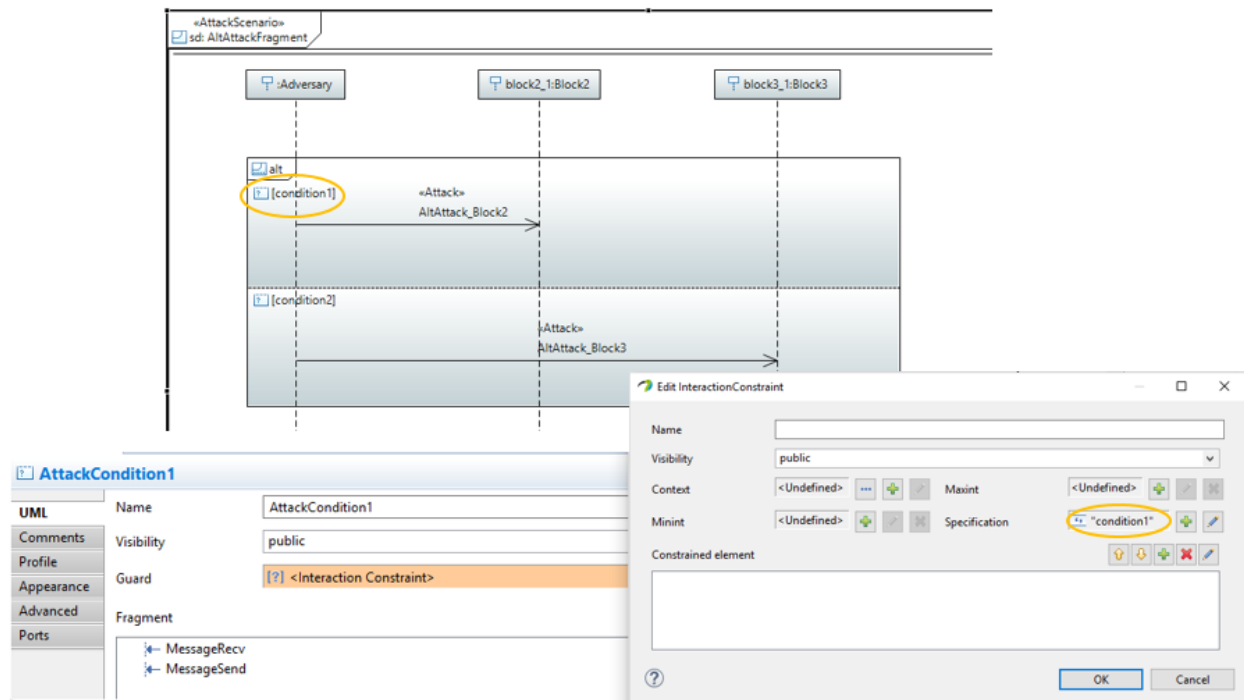 «AttackScenario»
sd: AltAttackFragment
:Adversary
block2_1:Block2
block3_1:Block3
alt
[condition1]
«Attack»
AltAttack_Block2
[condition2]
«Attack»
AltAttack_Block3
AttackCondition1
UML
Comments
Profile
Appearance
Advanced
Ports
Name AttackCondition1
Visibility public
Guard [?] <Interaction Constraint>
Fragment
MessageRecv
MessageSend
Edit InteractionConstraint
Name
Visibility public
Context <Undefined> Maxint <Undefined>
Minint <Undefined> Specification "condition1"
Constrained element
OK Cancel